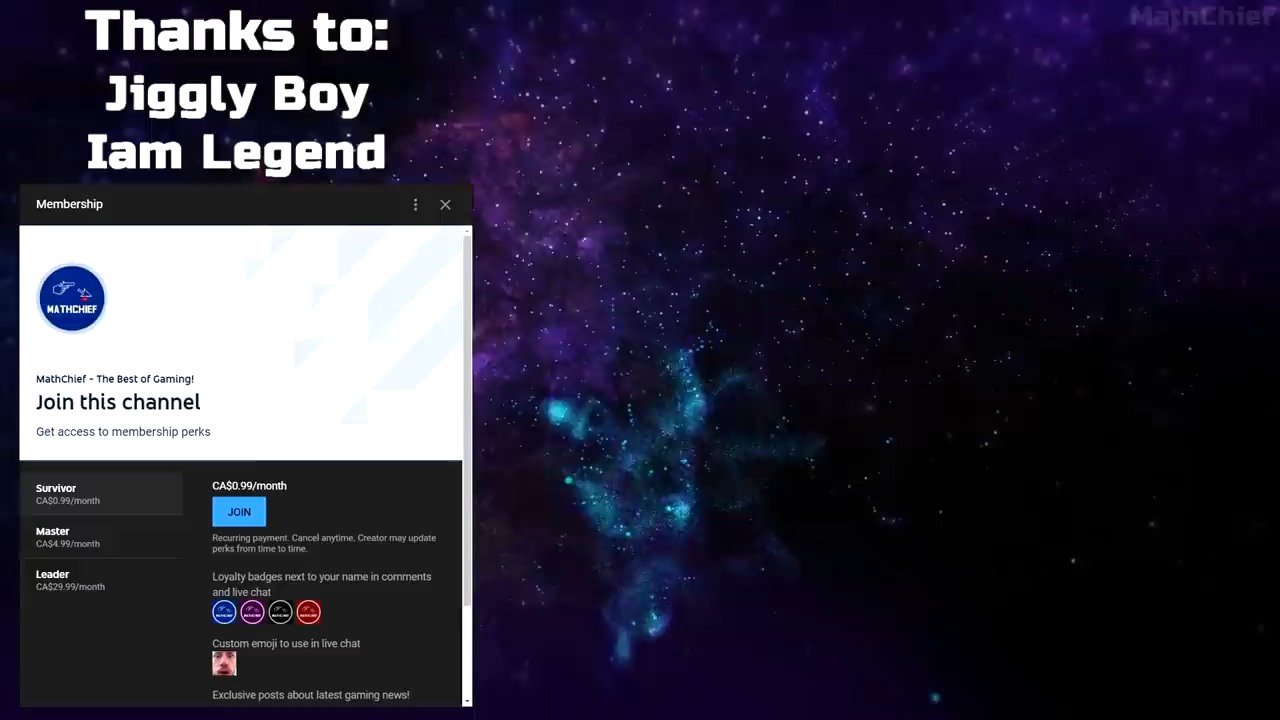 MathChief
Thanks to:
Jiggly Boy
Iam Legend
Membership
MATHCHIEF
MathChief - The Best of Gaming!
Join this channel
Get access to membership perks
Survivor
CA$0.99/month
Master
CA$4.99/month
Leader
CA$29.99/month
CA$0.99/month
JOIN
Recurring payment. Cancel anytime. Creator may update
perks from time to time.
Loyalty badges next to your name in comments
and live chat
Custom emoji to use in live chat
Exclusive posts about latest gaming news!